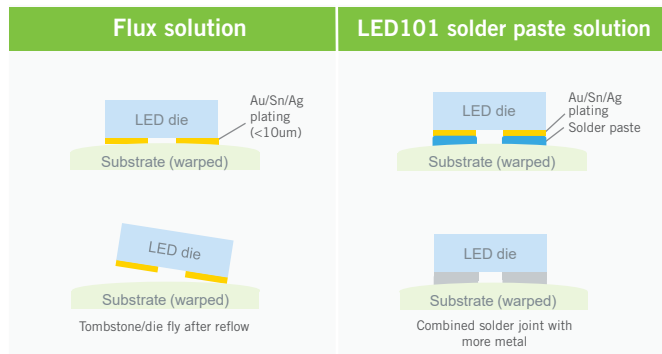 Flux solution
LED101 solder paste solution
LED die
Au/Sn/Ag
plating
(<10um)
Substrate (warped)
LED die
Au/Sn/Ag
plating
Solder paste
Substrate (warped)
LED die
Substrate (warped)
Tombstone/die fly after reflow
LED die
Substrate (warped)
Combined solder joint with
more metal